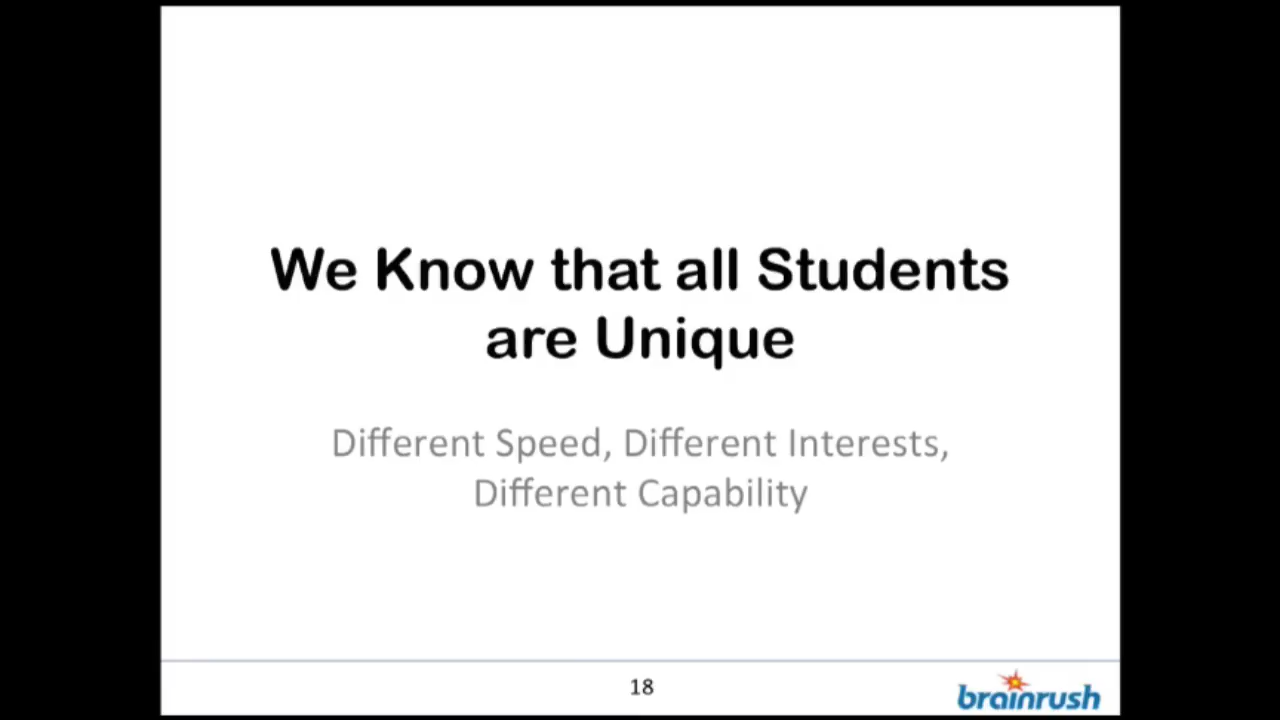 We Know that all Students
are Unique
Different Speed, Different Interests,
Different Capability
18
brainrush